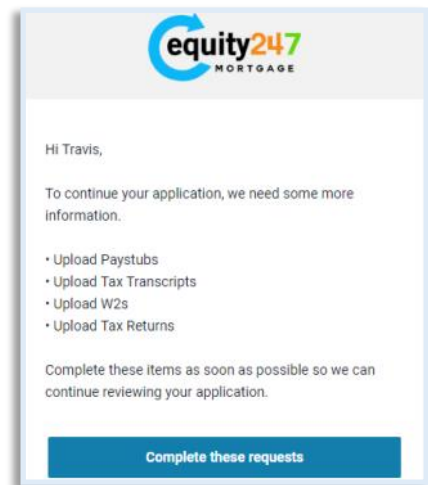 equity247
MORTGAGE
Hi Travis,
To continue your application, we need some more
information.
• Upload Paystubs
• Upload Tax Transcripts
• Upload W2s
• Upload Tax Returns
Complete these items as soon as possible so we can
continue reviewing your application.
Complete these requests